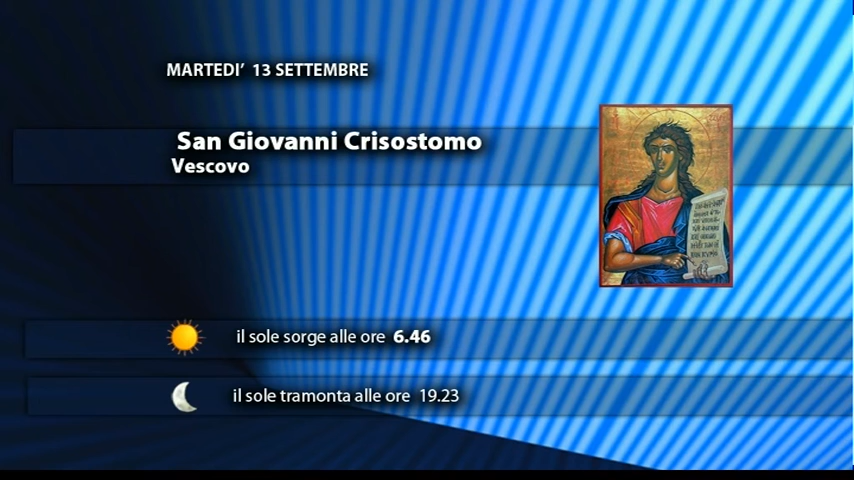 MARTEDI' 13 SETTEMBRE
San Giovanni Crisostomo
Vescovo
il sole sorge alle ore 6.46
il sole tramonta alle ore 19.23